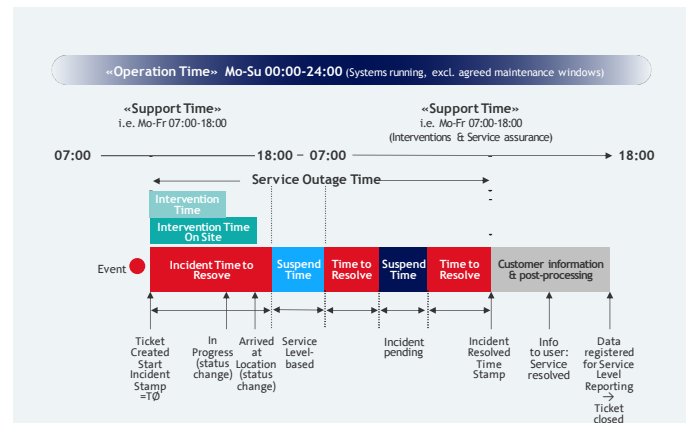 «Operation Time» Mo-Su 00:00-24:00 (Systems running, excl. agreed maintenance windows)
«Support Time»
i.e. Mo-Fr 07:00-18:00
«Support Time»
i.e. Mo-Fr 07:00-18:00
(Interventions & Service assurance)
07:00
18:00 – 07:00
18:00
Service Outage Time
Intervention
Time
Intervention Time
On Site
Event
Incident Time to
Resove
Suspend
Time
Time to
Resolve
Suspend
Time
Time to
Resolve
Customer information
& post-processing
Ticket
Created
Start
Incident
Stamp
=TØ
In
Progress
(status
change)
Arrived
at
Location
(status
change)
Service
Level-
based
Incident
pending
Incident
Resolved
Time
Stamp
Info
to user:
Service
resolved
Data
registered
for Service
Level
Reporting
→
Ticket
closed